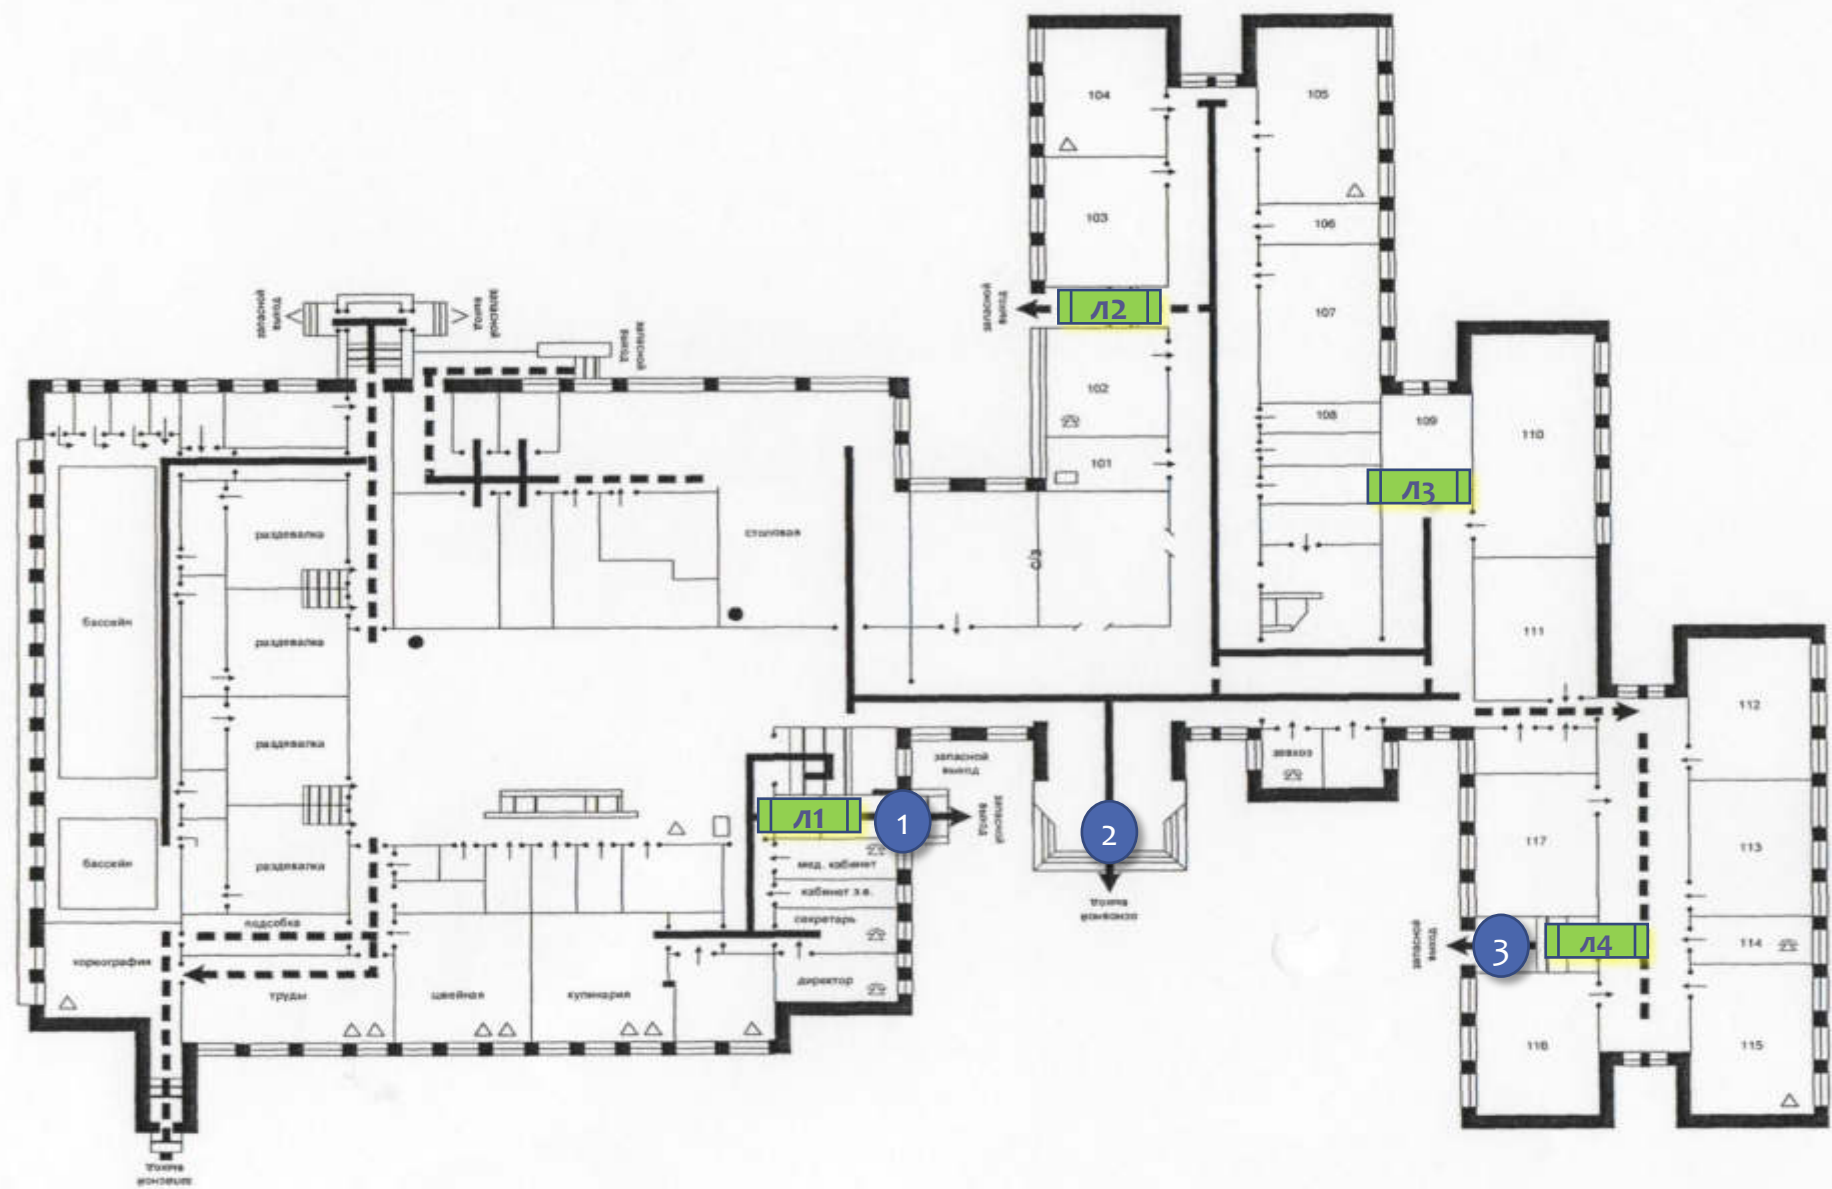 104
105
103
106
107
запасной
выход
запасной
выход
запасной
выход
запасной
выход
Л2
102
108
109
110
101
Л3
столовая
раздевалка
С/З
бассейн
раздевалка
111
112
раздевалка
завхоз
запасной
выход
запасной
выход
Л1
1
2
117
113
бассейн
раздевалка
мед. кабинет
кабинет з.в.
секретарь
основной
выход
подсобка
запасной
выход
3
Л4
114
хореография
труды
швейная
кулинария
директор
116
115
запасной
выход